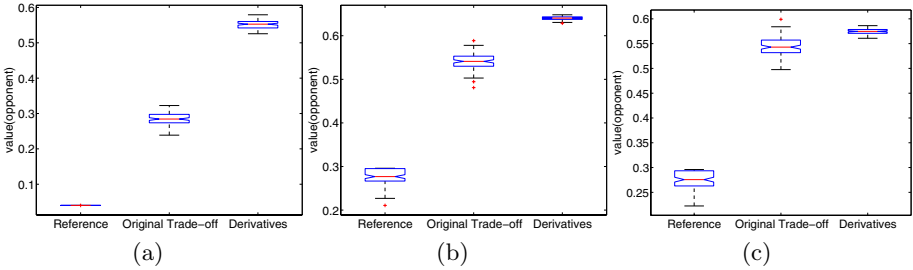 0.6
0.5
0.4
0.3
0.2
0.1
value(opponent)
Reference Original Trade-off Derivatives
(a)
0.6
0.5
0.4
0.3
0.2
value(opponent)
Reference Original Trade-off Derivatives
(b)
0.6
0.55
0.5
0.45
0.4
0.35
0.3
0.25
value(opponent)
Reference Original Trade-off Derivatives
(c)